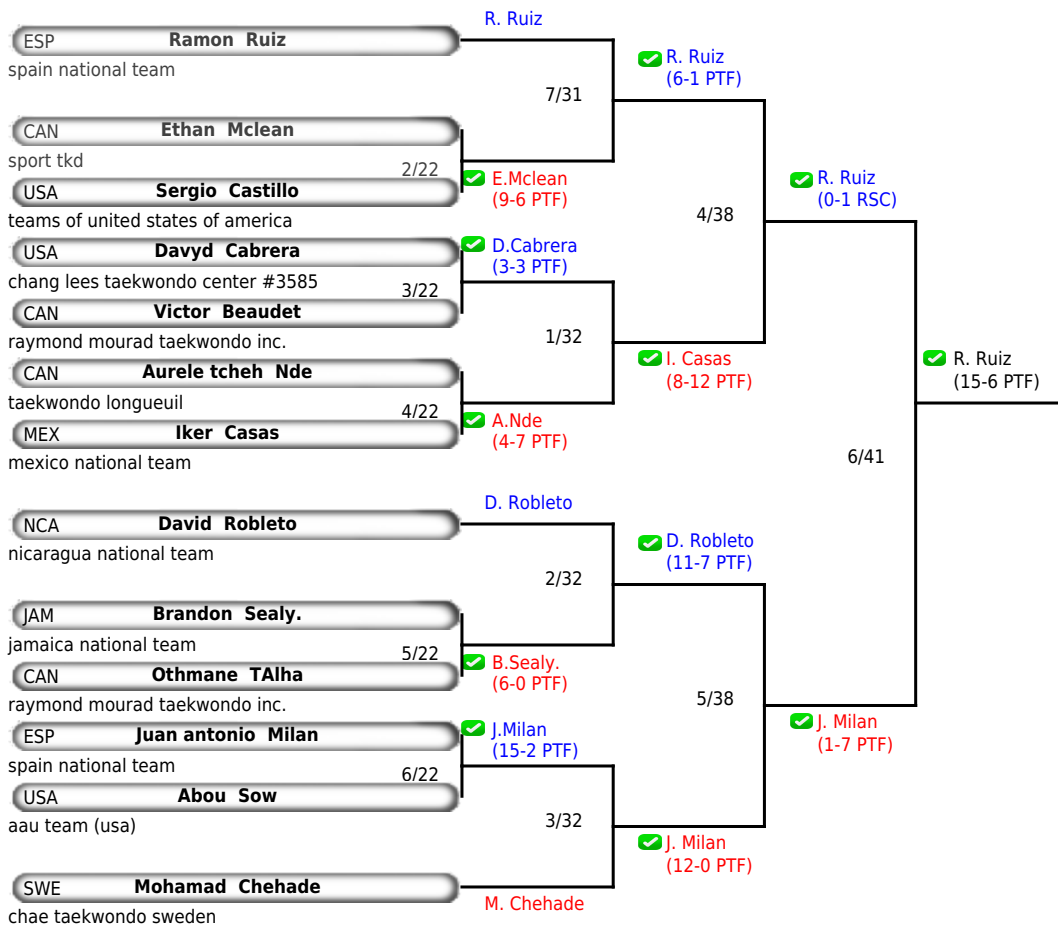 R. Ruiz
ESP Ramon Ruiz
spain national team
R. Ruiz
(6-1 PTF)
7/31
CAN Ethan Mclean
sport tkd
2/22
E.Mclean
(9-6 PTF)
USA Sergio Castillo
teams of united states of america
R. Ruiz
(0-1 RSC)
4/38
USA Davyd Cabrera
chang lees taekwondo center #3585
D.Cabrera
(3-3 PTF)
3/22
CAN Victor Beaudet
raymond mourad taekwondo inc.
1/32
I. Casas
(8-12 PTF)
CAN Aurele tcheh Nde
taekwondo longueuil
4/22
A.Nde
(4-7 PTF)
MEX Iker Casas
mexico national team
R. Ruiz
(15-6 PTF)
6/41
D. Robleto
NCA David Robleto
nicaragua national team
D. Robleto
(11-7 PTF)
2/32
JAM Brandon Sealy.
jamaica national team
5/22
B.Sealy.
(6-0 PTF)
CAN Othmane TAlha
raymond mourad taekwondo inc.
5/38
J. Milan
(1-7 PTF)
ESP Juan antonio Milan
spain national team
J.Milan
(15-2 PTF)
6/22
USA Abou Sow
aau team (usa)
3/32
J. Milan
(12-0 PTF)
SWE Mohamad Chehade
chae taekwondo sweden
M. Chehade